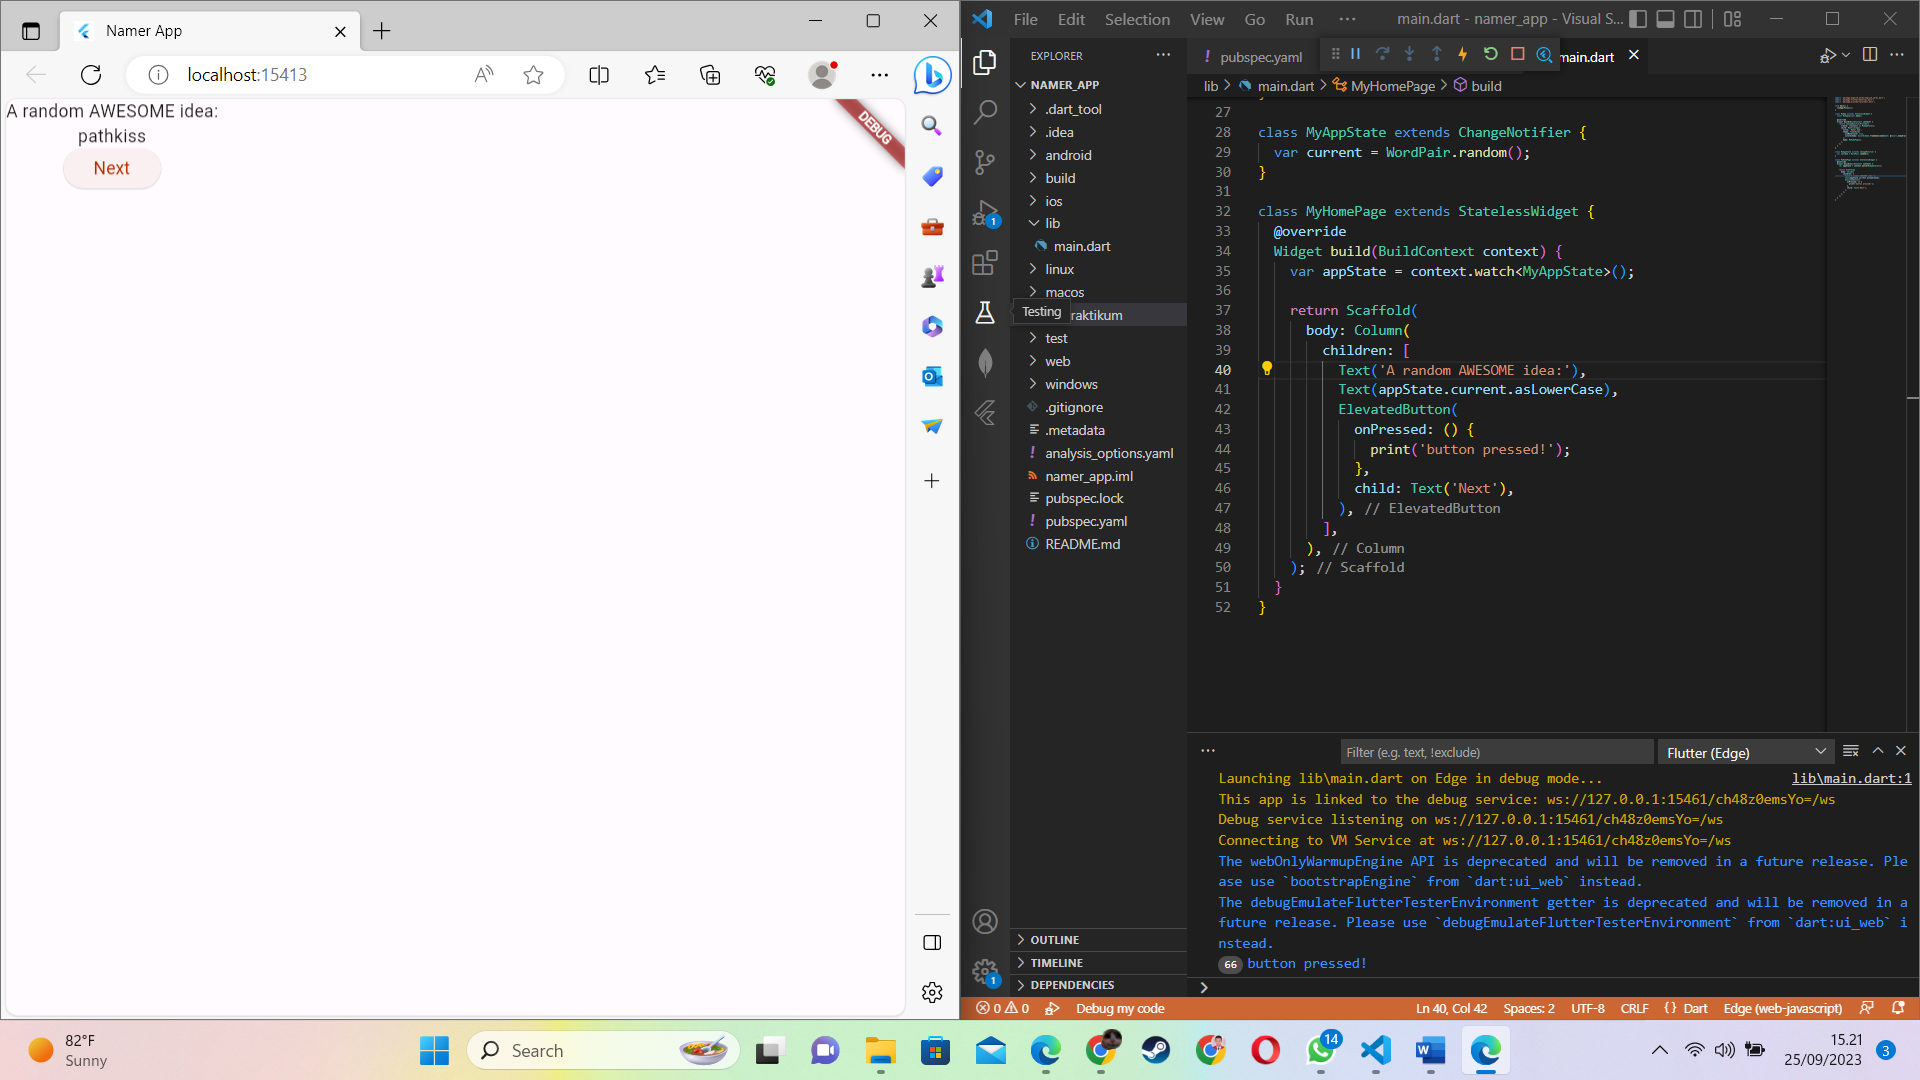 Namer App
localhost:15413
A random AWESOME idea:
pathkiss
Next
DEBUG
File Edit Selection View Go Run ··· main.dart - namer_app - Visual S...
EXPLORER
NAMER_APP
.dart_tool
.idea
android
build
ios
lib
main.dart
linux
macos
Testing
raktikum
test
web
windows
.gitignore
.metadata
analysis_options.yaml
namer_app.iml
pubspec.lock
pubspec.yaml
README.md
OUTLINE
TIMELINE
DEPENDENCIES
1
1
pubspec.yaml
main.dart
lib > main.dart > MyHomePage > build
27
28 class MyAppState extends ChangeNotifier {
29 var current = WordPair.random();
30 }
31
32 class MyHomePage extends StatelessWidget {
33 @override
34 Widget build(BuildContext context) {
35 var appState = context.watch<MyAppState>();
36
37 return Scaffold(
38 body: Column(
39 children: [
40 Text('A random AWESOME idea:'),
41 Text(appState.current.asLowerCase),
42 ElevatedButton(
43 onPressed: () {
44 print('button pressed!');
45 },
46 child: Text('Next'),
47 ), // ElevatedButton
48 ],
49 ), // Column
50 ); // Scaffold
51 }
52 }
Filter (e.g. text, !exclude)
Flutter (Edge)
Launching lib\main.dart on Edge in debug mode... lib\main.dart:1
This app is linked to the debug service: ws://127.0.0.1:15461/ch48z0emsYo=/ws
Debug service listening on ws://127.0.0.1:15461/ch48z0emsYo=/ws
Connecting to VM Service at ws://127.0.0.1:15461/ch48z0emsYo=/ws
The webOnlyWarmupEngine API is deprecated and will be removed in a future release. Ple
ase use `bootstrapEngine` from `dart:ui_web` instead.
The debugEmulateFlutterTesterEnvironment getter is deprecated and will be removed in a
future release. Please use `debugEmulateFlutterTesterEnvironment` from `dart:ui_web` i
nstead.
66 button pressed!
0 0 Debug my code Ln 40, Col 42 Spaces: 2 UTF-8 CRLF {} Dart Edge (web-javascript)
82°F
Sunny
Search
14
15.21
25/09/2023
3